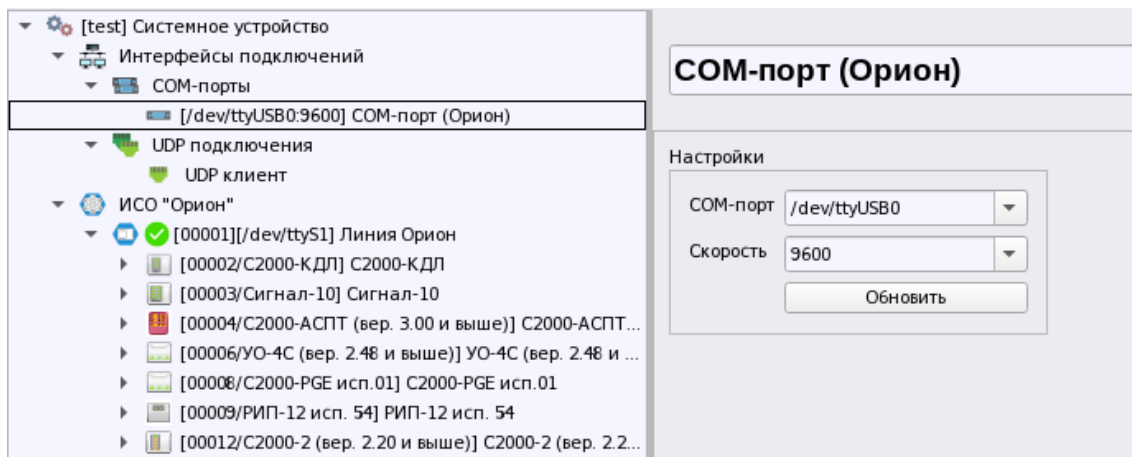 [test] Системное устройство
Интерфейсы подключений
COM-порты
[/dev/ttyUSB0:9600] COM-порт (Орион)
UDP подключения
UDP клиент
ИСО "Орион"
[00001][/dev/ttyS1] Линия Орион
[00002/С2000-КДЛ] С2000-КДЛ
[00003/Сигнал-10] Сигнал-10
[00004/С2000-АСПТ (вер. 3.00 и выше)] С2000-АСПТ...
[00006/УО-4С (вер. 2.48 и выше)] УО-4С (вер. 2.48 и ...
[00008/С2000-PGE исп.01] С2000-PGE исп.01
[00009/РИП-12 исп. 54] РИП-12 исп. 54
[00012/С2000-2 (вер. 2.20 и выше)] С2000-2 (вер. 2.2...
COM-порт (Орион)
Настройки
COM-порт /dev/ttyUSB0
Скорость 9600
Обновить